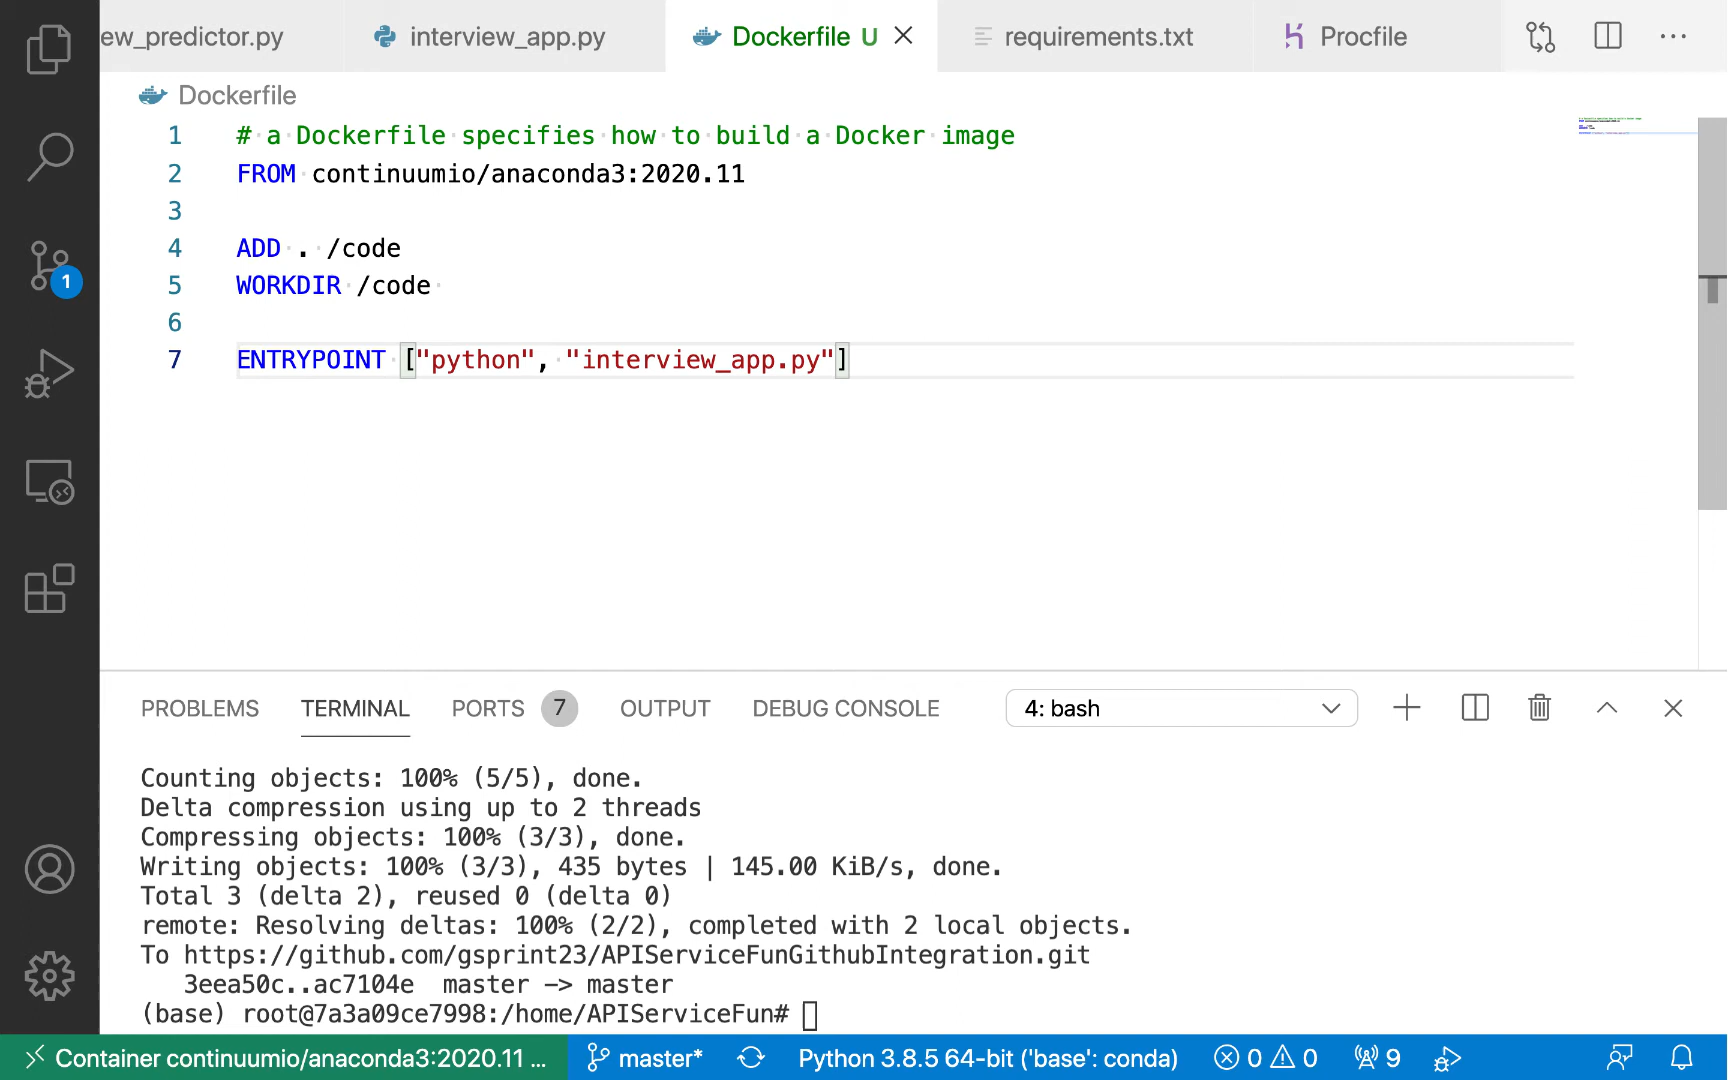 ew_predictor.py
interview_app.py
Dockerfile U
requirements.txt
Procfile
Dockerfile
1 # a Dockerfile specifies how to build a Docker image
2 FROM continuumio/anaconda3:2020.11
3
4 ADD . /code
5 WORKDIR /code
6
7 ENTRYPOINT ["python", "interview_app.py"]
1
PROBLEMS TERMINAL PORTS 7 OUTPUT DEBUG CONSOLE 4: bash
Counting objects: 100% (5/5), done.
Delta compression using up to 2 threads
Compressing objects: 100% (3/3), done.
Writing objects: 100% (3/3), 435 bytes | 145.00 KiB/s, done.
Total 3 (delta 2), reused 0 (delta 0)
remote: Resolving deltas: 100% (2/2), completed with 2 local objects.
To https://github.com/gsprint23/APIServiceFunGithubIntegration.git
3eea50c..ac7104e master -> master
(base) root@7a3a09ce7998:/home/APIServiceFun#
Container continuumio/anaconda3:2020.11 ... master* Python 3.8.5 64-bit ('base': conda) 0 0 9